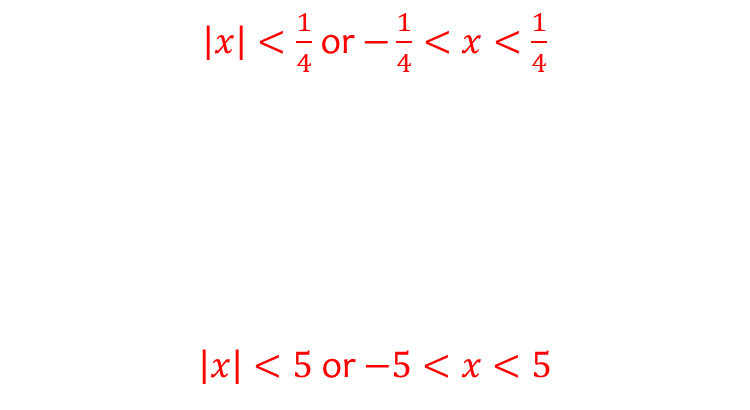 |x| < 1/4 or −1/4 < x < 1/4
|x| < 5 or −5 < x < 5